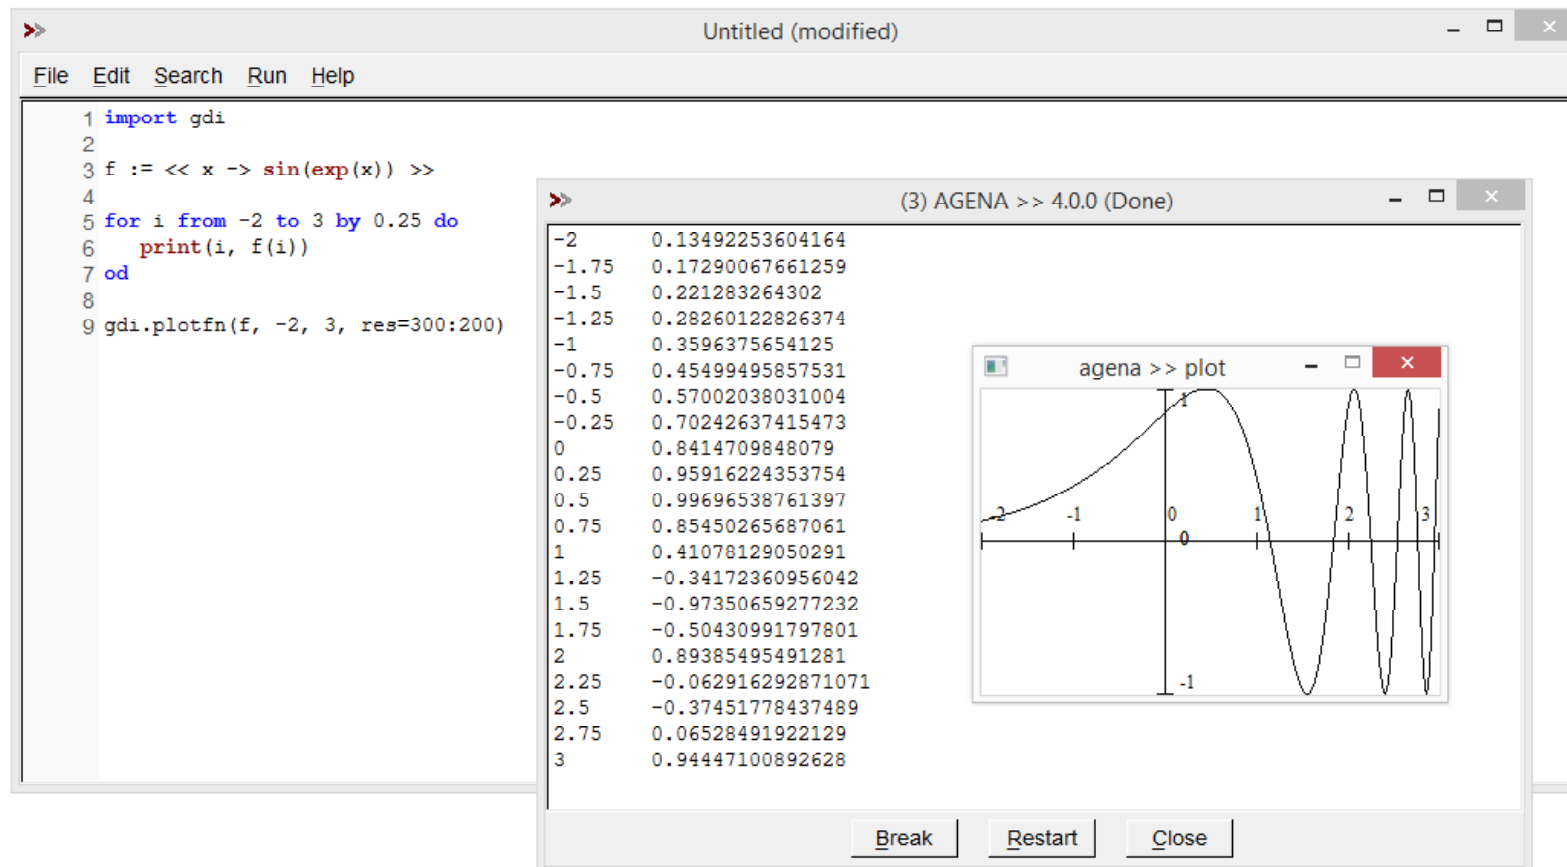 Untitled (modified)
File Edit Search Run Help
1 import gdi
2
3 f := << x -> sin(exp(x)) >>
4
5 for i from -2 to 3 by 0.25 do
6 print(i, f(i))
7 od
8
9 gdi.plotfn(f, -2, 3, res=300:200)
(3) AGENA >> 4.0.0 (Done)
-2 0.13492253604164
-1.75 0.17290067661259
-1.5 0.221283264302
-1.25 0.28260122826374
-1 0.3596375654125
-0.75 0.45499495857531
-0.5 0.57002038031004
-0.25 0.70242637415473
0 0.8414709848079
0.25 0.959162243537­54
0.5 0.99696538761397
0.75 0.85450265687061
1 0.41078129050291
1.25 -0.34172360956042
1.5 -0.97350659277232
1.75 -0.50430991797801
2 0.89385495491281
2.25 -0.062916292871071
2.5 -0.37451778437489
2.75 0.06528491922129
3 0.94447100892628
agena >> plot
1
-2 -1 0 1 2 3
0
-1
Break Restart Close